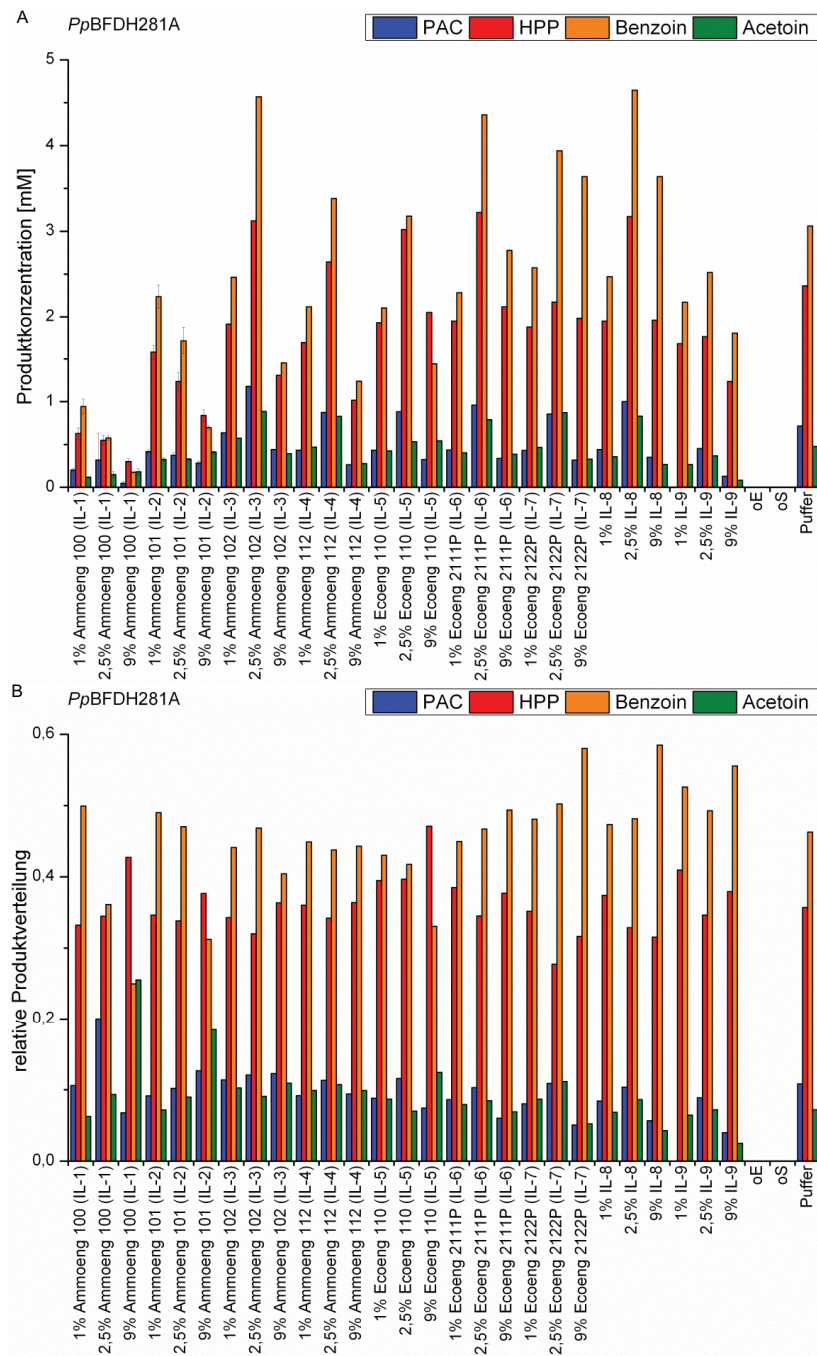 A
PpBFDH281A
PAC HPP Benzoin Acetoin
Produktkonzentration [mM]
5
4
3
2
1
0
1% Ammoeng 100 (IL-1)
2,5% Ammoeng 100 (IL-1)
9% Ammoeng 100 (IL-1)
1% Ammoeng 101 (IL-2)
2,5% Ammoeng 101 (IL-2)
9% Ammoeng 101 (IL-2)
1% Ammoeng 102 (IL-3)
2,5% Ammoeng 102 (IL-3)
9% Ammoeng 102 (IL-3)
1% Ammoeng 112 (IL-4)
2,5% Ammoeng 112 (IL-4)
9% Ammoeng 112 (IL-4)
1% Ecoeng 110 (IL-5)
2,5% Ecoeng 110 (IL-5)
9% Ecoeng 110 (IL-5)
1% Ecoeng 2111P (IL-6)
2,5% Ecoeng 2111P (IL-6)
9% Ecoeng 2111P (IL-6)
1% Ecoeng 2122P (IL-7)
2,5% Ecoeng 2122P (IL-7)
9% Ecoeng 2122P (IL-7)
1% IL-8
2,5% IL-8
9% IL-8
1% IL-9
2,5% IL-9
9% IL-9
oE
oS
Puffer
B
PpBFDH281A
PAC HPP Benzoin Acetoin
relative Produktverteilung
0,6
0,4
0,2
0,0
1% Ammoeng 100 (IL-1)
2,5% Ammoeng 100 (IL-1)
9% Ammoeng 100 (IL-1)
1% Ammoeng 101 (IL-2)
2,5% Ammoeng 101 (IL-2)
9% Ammoeng 101 (IL-2)
1% Ammoeng 102 (IL-3)
2,5% Ammoeng 102 (IL-3)
9% Ammoeng 102 (IL-3)
1% Ammoeng 112 (IL-4)
2,5% Ammoeng 112 (IL-4)
9% Ammoeng 112 (IL-4)
1% Ecoeng 110 (IL-5)
2,5% Ecoeng 110 (IL-5)
9% Ecoeng 110 (IL-5)
1% Ecoeng 2111P (IL-6)
2,5% Ecoeng 2111P (IL-6)
9% Ecoeng 2111P (IL-6)
1% Ecoeng 2122P (IL-7)
2,5% Ecoeng 2122P (IL-7)
9% Ecoeng 2122P (IL-7)
1% IL-8
2,5% IL-8
9% IL-8
1% IL-9
2,5% IL-9
9% IL-9
oE
oS
Puffer